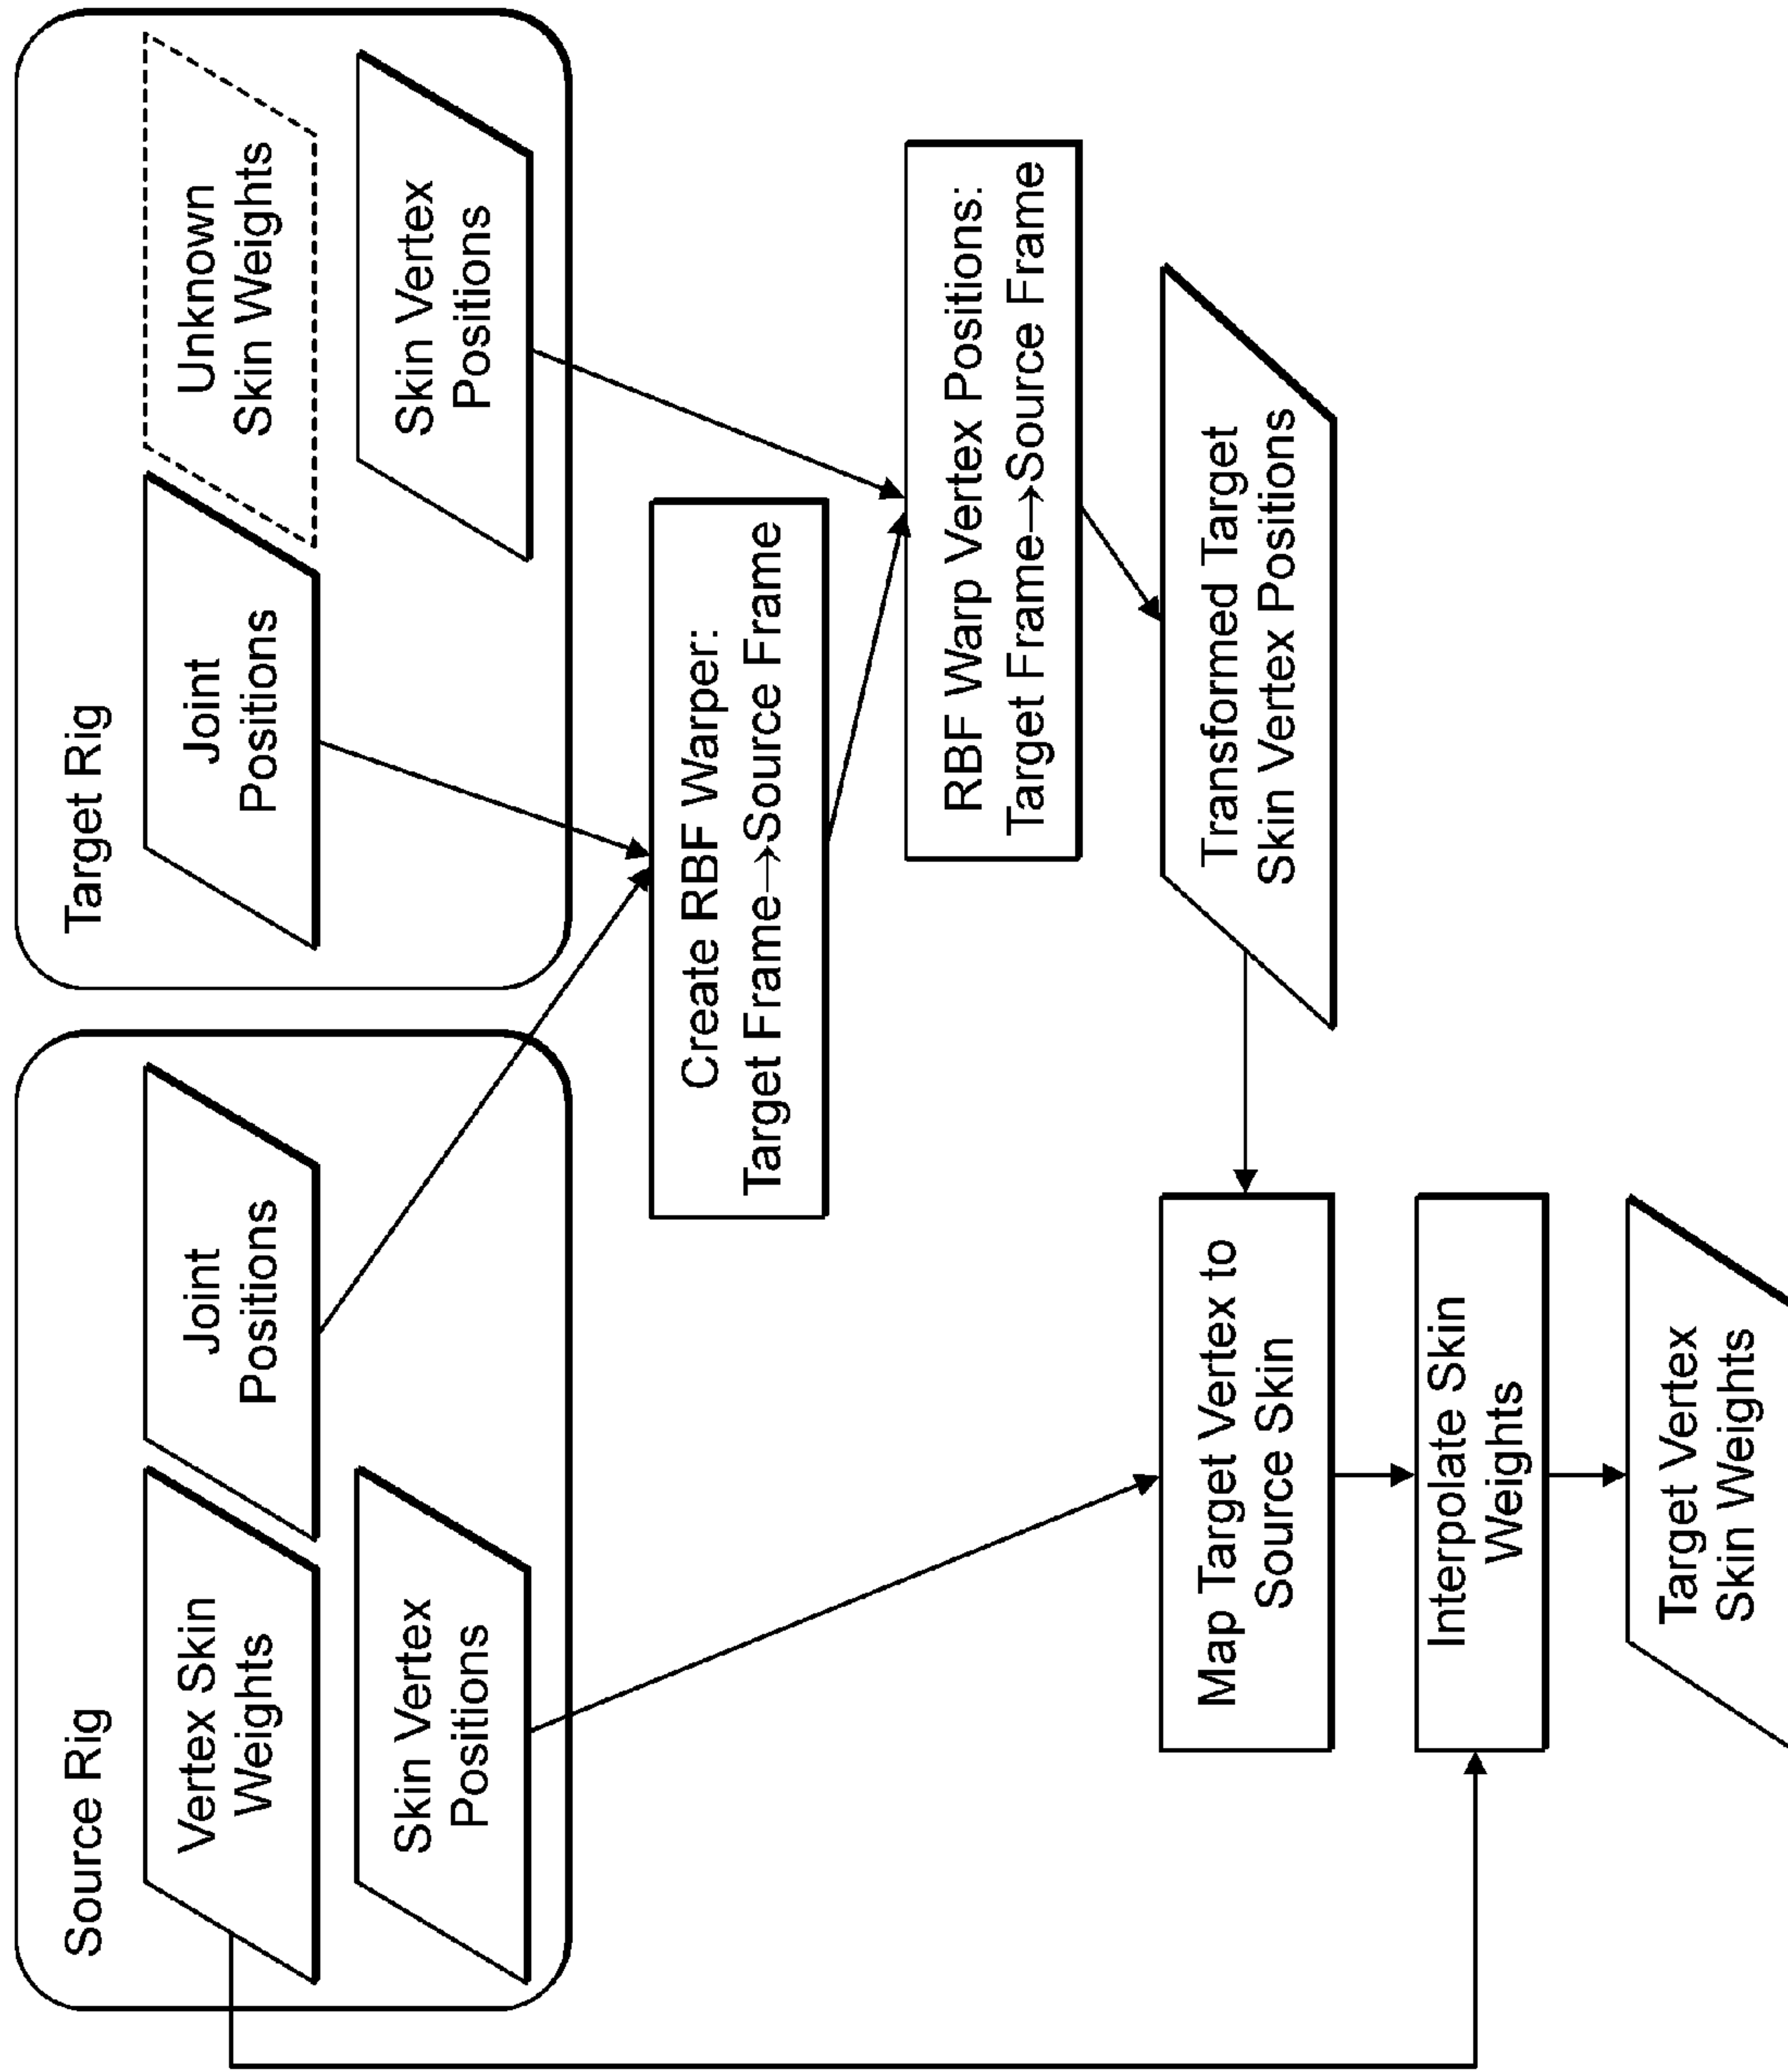 Source Rig
Vertex Skin
Weights
Joint
Positions
Skin Vertex
Positions
Target Rig
Joint
Positions
Unknown
Skin Weights
Skin Vertex
Positions
Create RBF Warper:
Target Frame→Source Frame
RBF Warp Vertex Positions:
Target Frame→Source Frame
Transformed Target
Skin Vertex Positions
Map Target Vertex to
Source Skin
Interpolate Skin
Weights
Target Vertex
Skin Weights